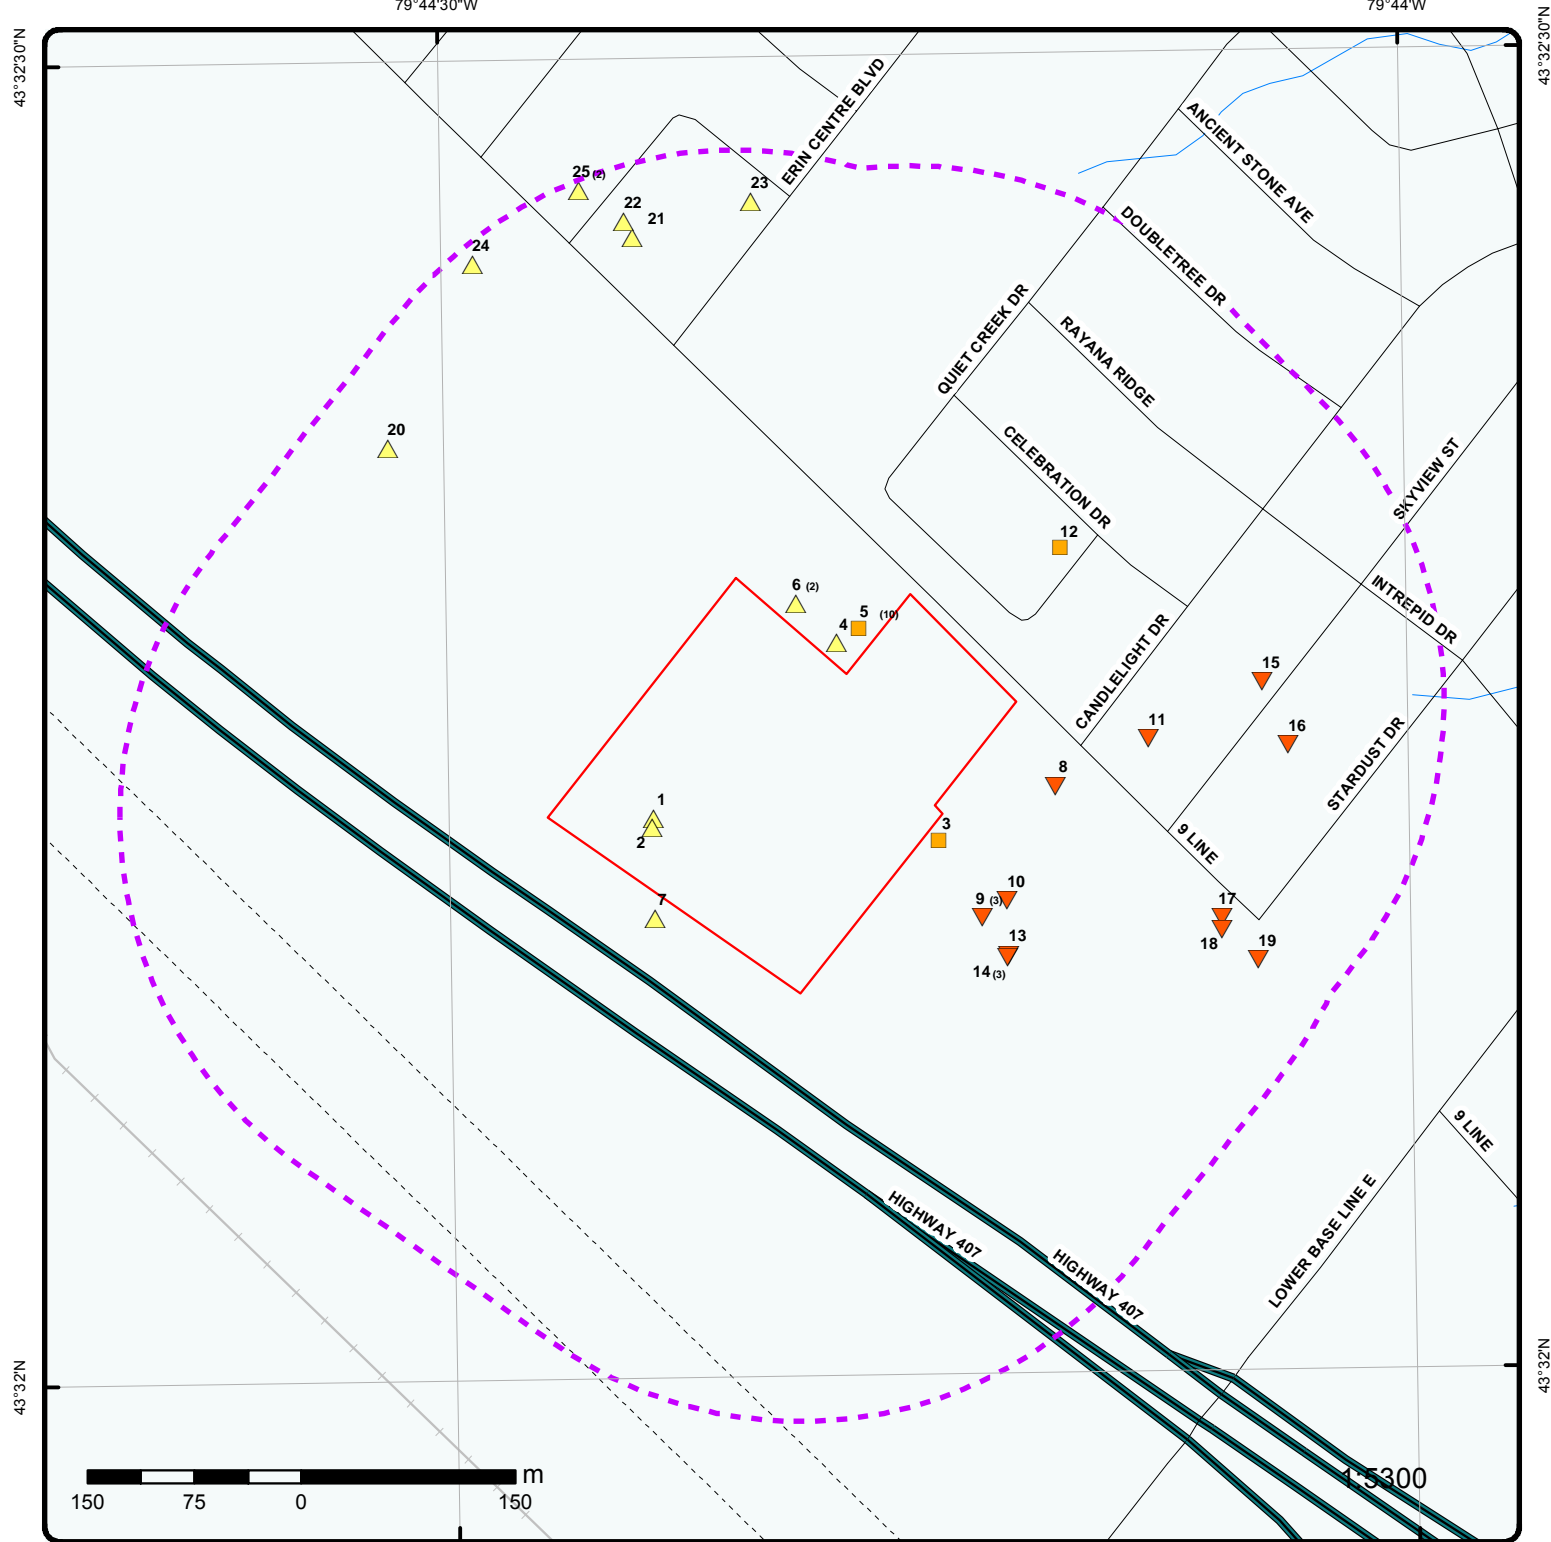 79°44'30"W
79°44'W
43°32'30"N
43°32'30"N
ERIN CENTRE BLVD
ANCIENT STONE AVE
25 (2)
23
22
21
DOUBLETREE DR
24
QUIET CREEK DR
RAYANA RIDGE
20
CELEBRATION DR
SKYVIEW ST
12
6 (2)
5 (10)
4
INTREPID DR
CANDLELIGHT DR
15
11
16
STARDUST DR
8
1
2
3
9 LINE
7
10
9 (3)
17
13
18
19
14 (3)
9 LINE
HIGHWAY 407
HIGHWAY 407
LOWER BASE LINE E
43°32'N
43°32'N
m
1:5300
150 75 0 150